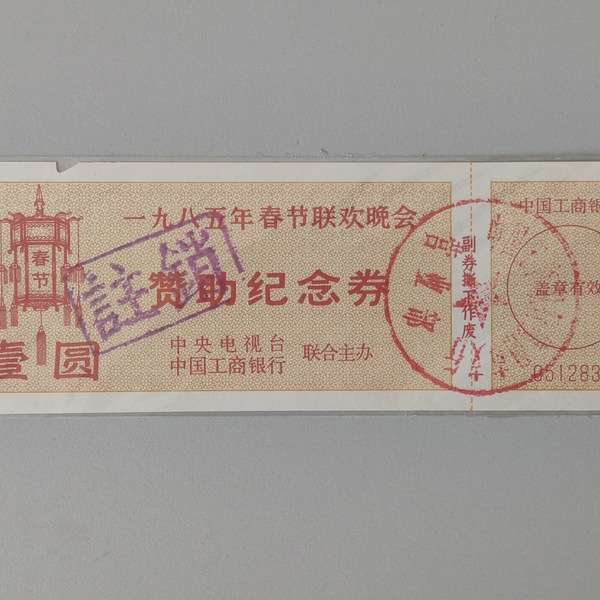 一九八五年春节联欢晚会
春节
赞助纪念券
註銷
壹圆
中央电视台
中国工商银行
联合主办
副券撕下作废
中国工商银
盖章有效
051283